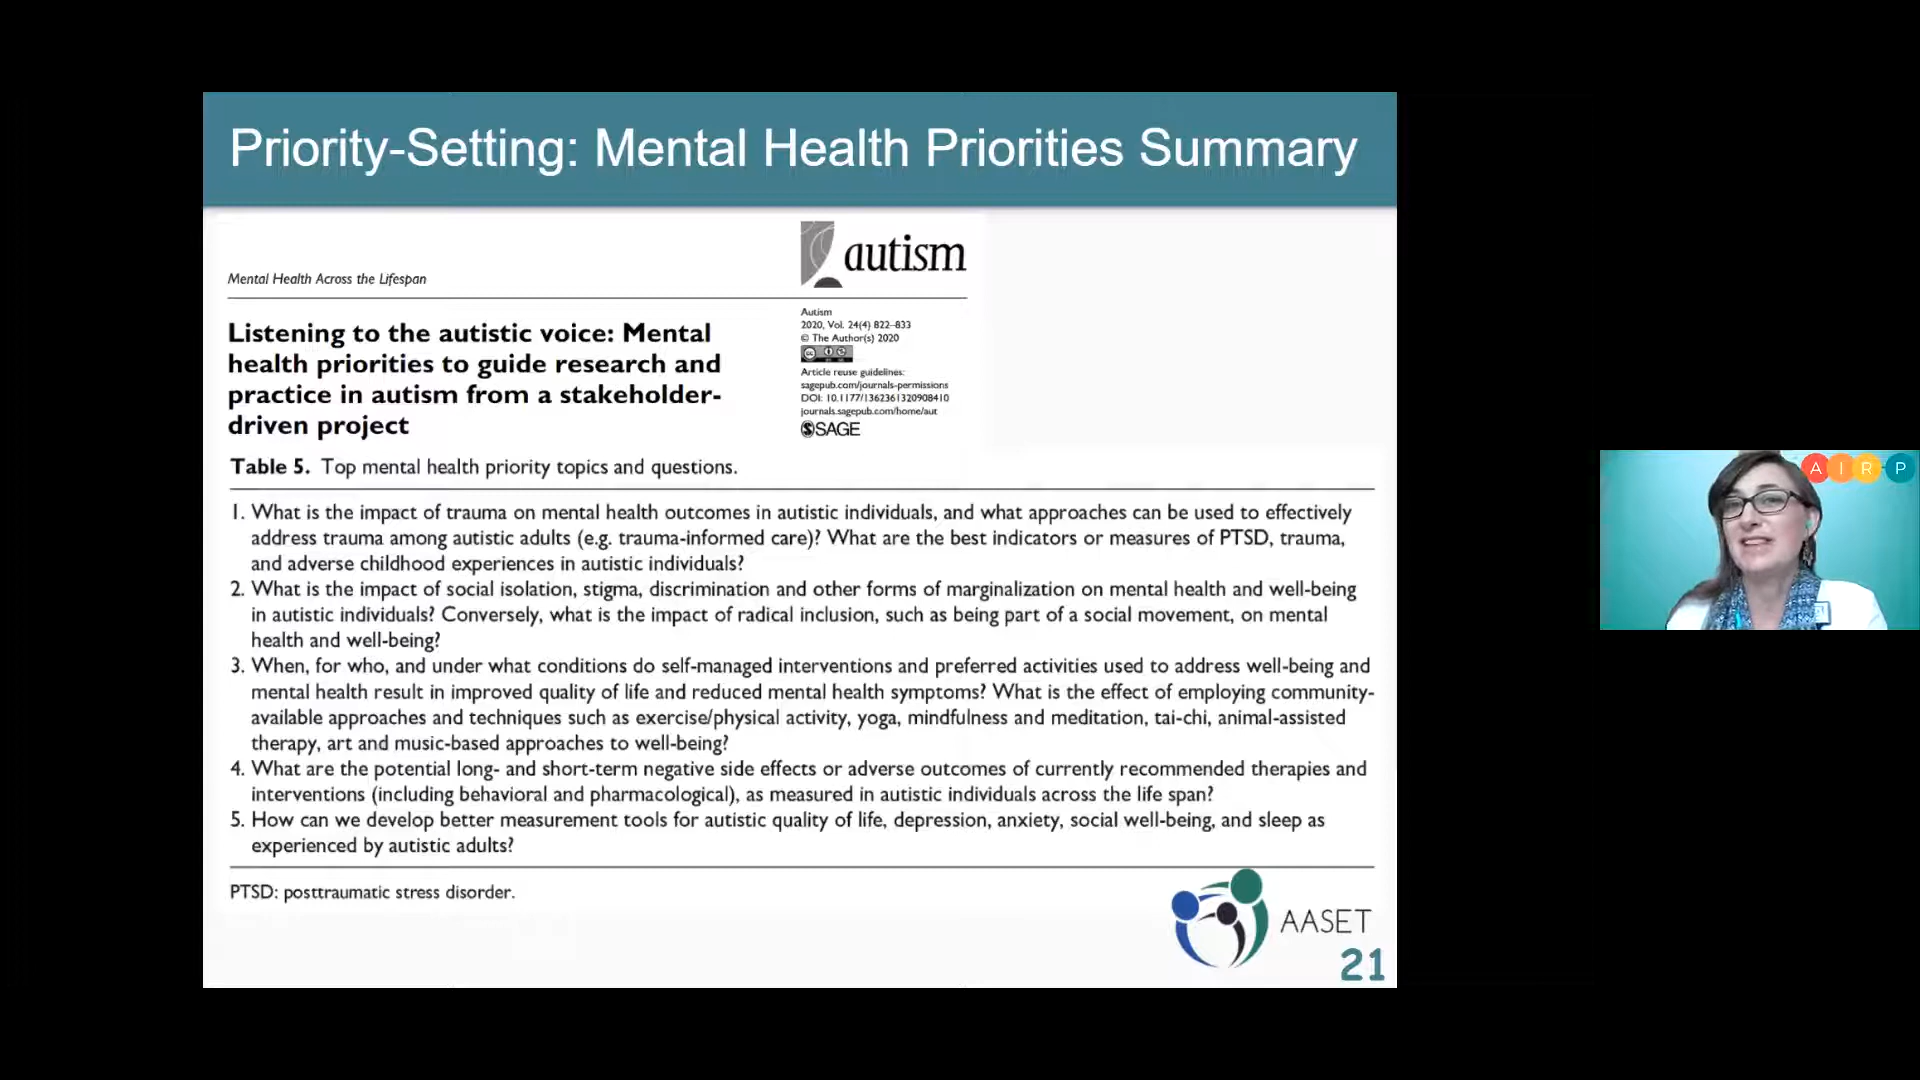 Priority-Setting: Mental Health Priorities Summary
autism
Mental Health Across the Lifespan
Listening to the autistic voice: Mental
health priorities to guide research and
practice in autism from a stakeholder-
driven project
Autism
2020, Vol. 24(4) 822–833
© The Author(s) 2020
Article reuse guidelines:
sagepub.com/journals-permissions
DOI: 10.1177/1362361320908410
journals.sagepub.com/home/aut
SAGE
Table 5. Top mental health priority topics and questions.
1. What is the impact of trauma on mental health outcomes in autistic individuals, and what approaches can be used to effectively
address trauma among autistic adults (e.g. trauma-informed care)? What are the best indicators or measures of PTSD, trauma,
and adverse childhood experiences in autistic individuals?
2. What is the impact of social isolation, stigma, discrimination and other forms of marginalization on mental health and well-being
in autistic individuals? Conversely, what is the impact of radical inclusion, such as being part of a social movement, on mental
health and well-being?
3. When, for who, and under what conditions do self-managed interventions and preferred activities used to address well-being and
mental health result in improved quality of life and reduced mental health symptoms? What is the effect of employing community-
available approaches and techniques such as exercise/physical activity, yoga, mindfulness and meditation, tai-chi, animal-assisted
therapy, art and music-based approaches to well-being?
4. What are the potential long- and short-term negative side effects or adverse outcomes of currently recommended therapies and
interventions (including behavioral and pharmacological), as measured in autistic individuals across the life span?
5. How can we develop better measurement tools for autistic quality of life, depression, anxiety, social well-being, and sleep as
experienced by autistic adults?
PTSD: posttraumatic stress disorder.
AASET
21
A I R - P